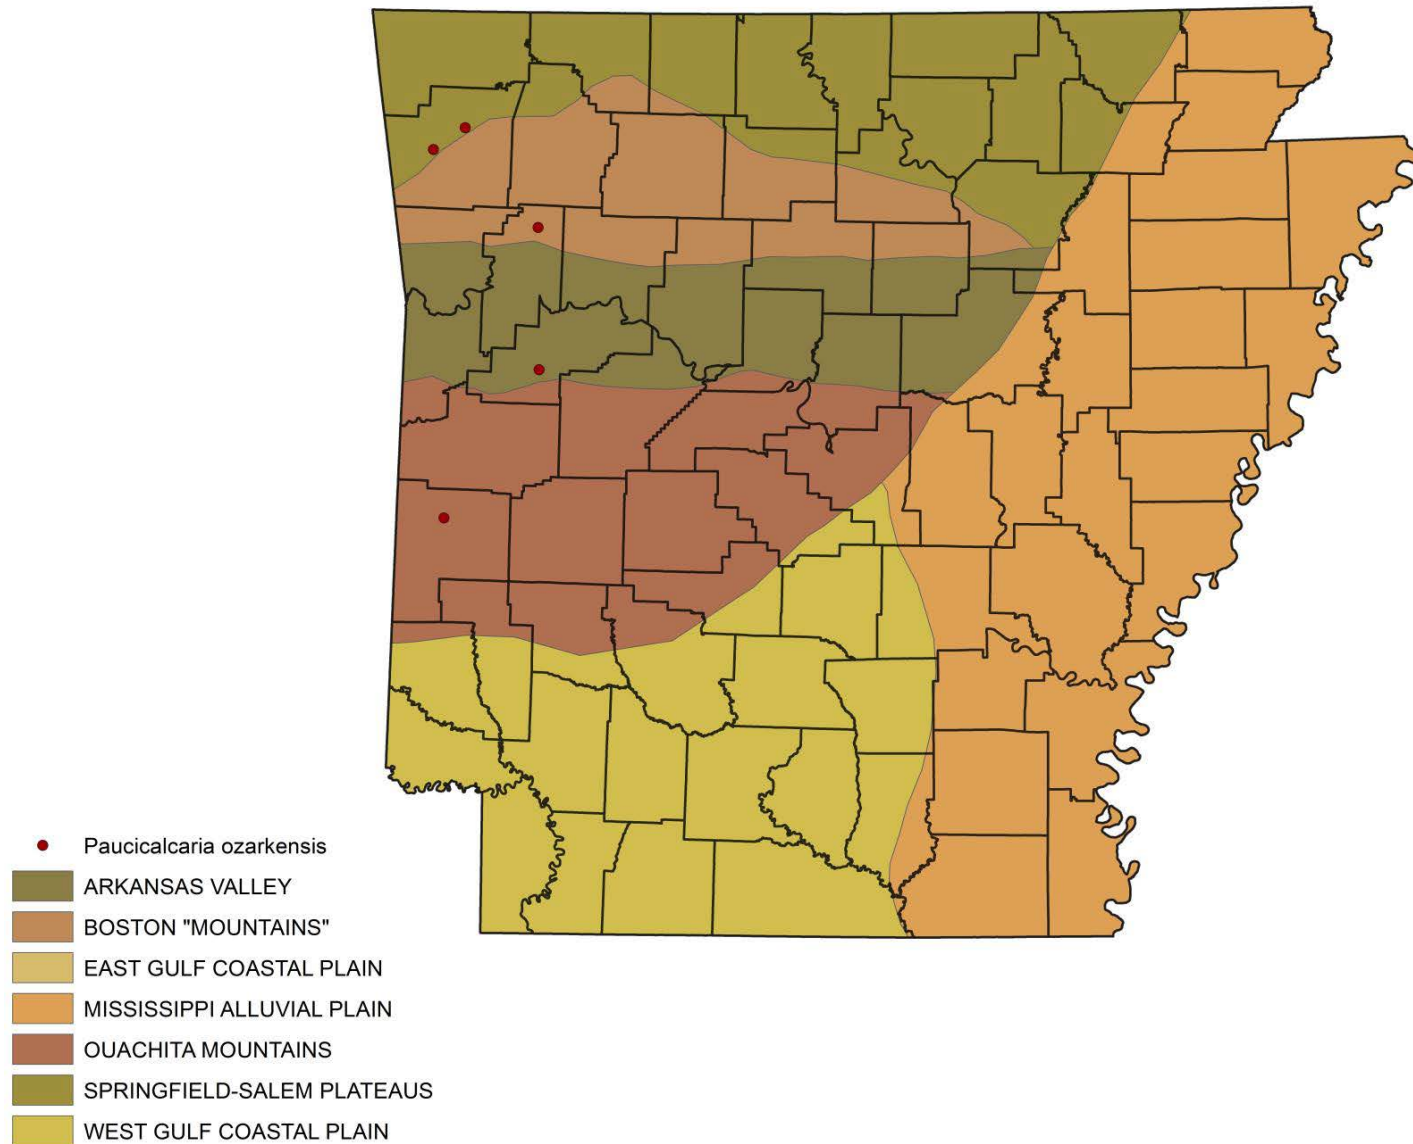 Paucicalcaria ozarkensis
ARKANSAS VALLEY
BOSTON "MOUNTAINS"
EAST GULF COASTAL PLAIN
MISSISSIPPI ALLUVIAL PLAIN
OUACHITA MOUNTAINS
SPRINGFIELD-SALEM PLATEAUS
WEST GULF COASTAL PLAIN